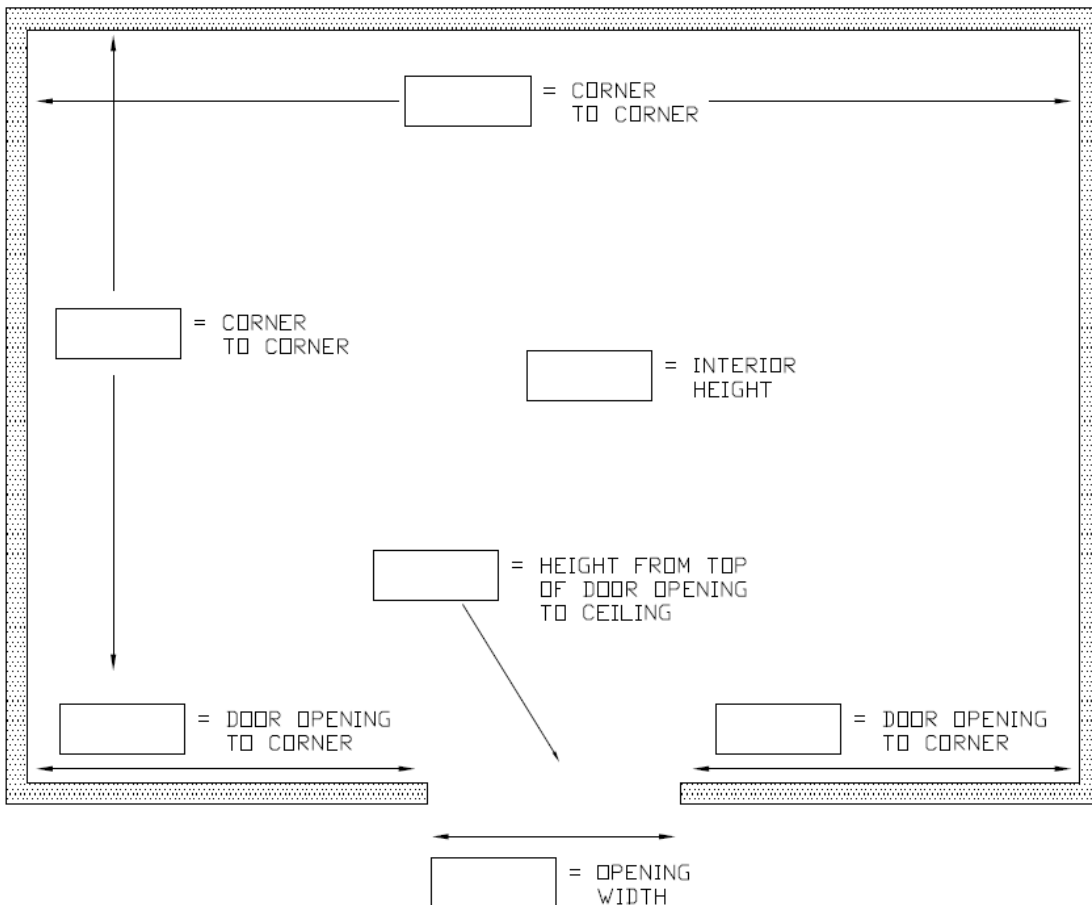 = CORNER
TO CORNER
= CORNER
TO CORNER
= INTERIOR
HEIGHT
= HEIGHT FROM TOP
OF DOOR OPENING
TO CEILING
= DOOR OPENING
TO CORNER
= DOOR OPENING
TO CORNER
= OPENING
WIDTH